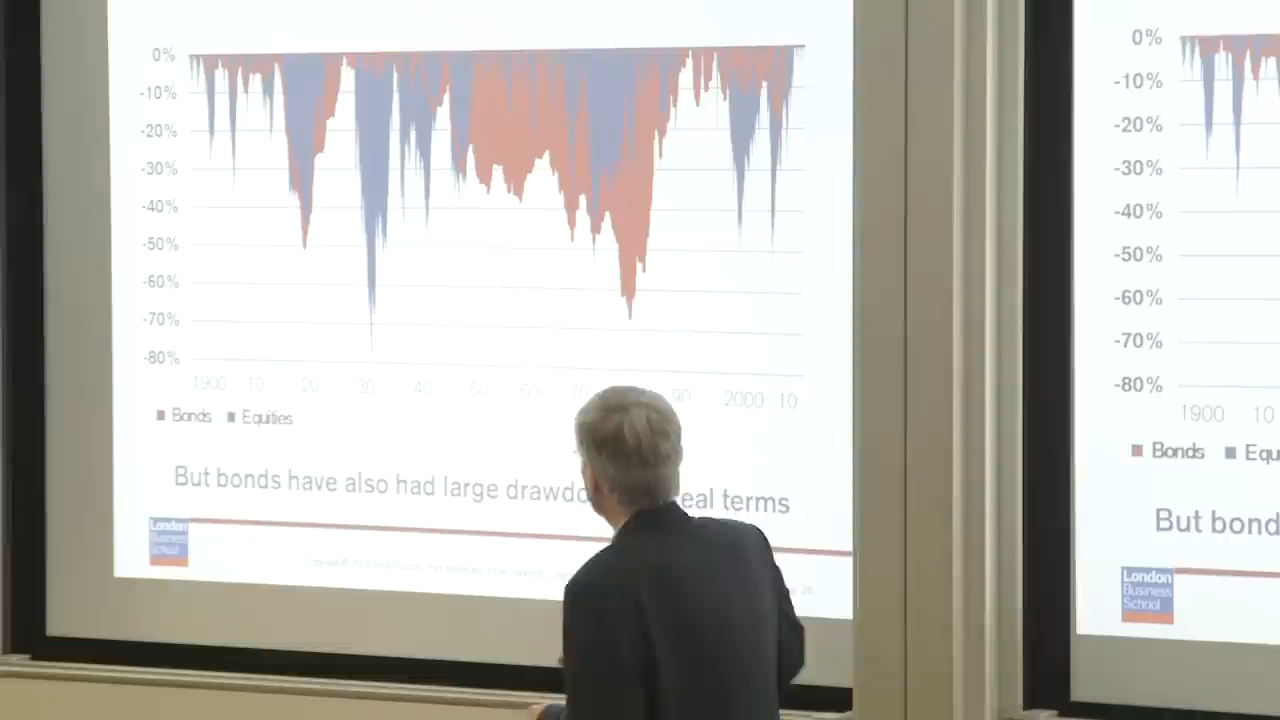 0%
-10%
-20%
-30%
-40%
-50%
-60%
-70%
-80%
1900 10 20 30 40 50 60 90 2000 10
Bonds Equities
But bonds have also had large eal terms
London
Business
School
0%
-10%
-20%
-30%
-40%
-50%
-60%
-70%
-80%
1900 10
Bonds Equ
But bond
London
Business
School